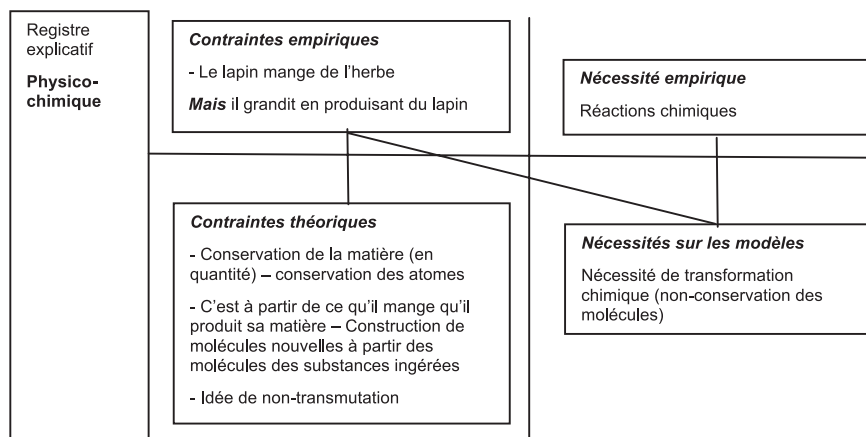 Registre
explicatif
Physico-
chimique
Contraintes empiriques
- Le lapin mange de l’herbe
Mais il grandit en produisant du lapin
Nécessité empirique
Réactions chimiques
Contraintes théoriques
- Conservation de la matière (en
quantité) – conservation des atomes
- C’est à partir de ce qu’il mange qu’il
produit sa matière – Construction de
molécules nouvelles à partir des
molécules des substances ingérées
- Idée de non-transmutation
Nécessités sur les modèles
Nécessité de transformation
chimique (non-conservation des
molécules)